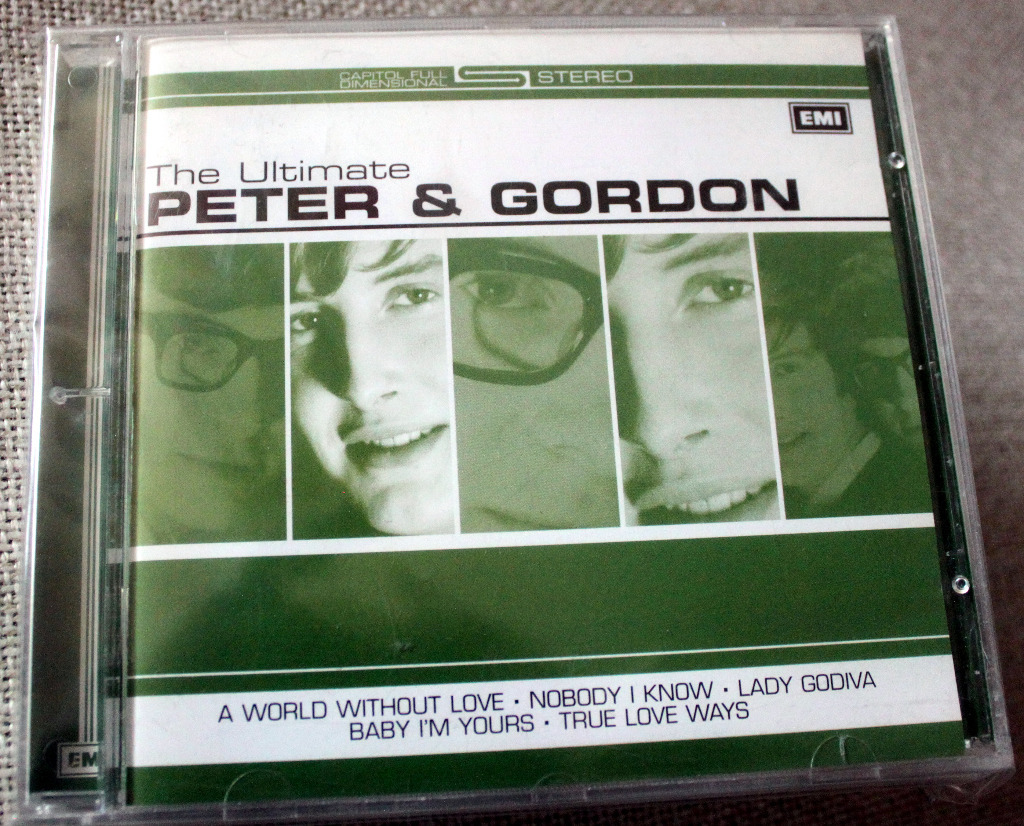 CAPITOL FULL
DIMENSIONAL
STEREO
EMI
The Ultimate
PETER & GORDON
A WORLD WITHOUT LOVE · NOBODY I KNOW · LADY GODIVA
BABY I'M YOURS · TRUE LOVE WAYS
EM